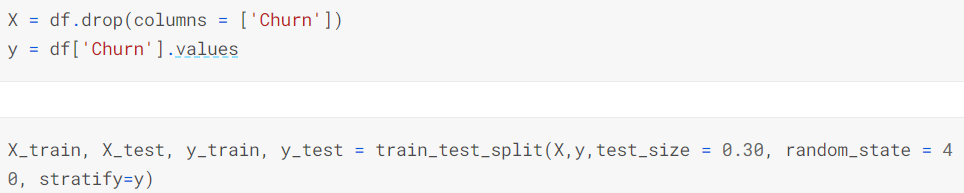 X = df.drop(columns = ['Churn'])
y = df['Churn'].values
X_train, X_test, y_train, y_test = train_test_split(X,y,test_size = 0.30, random_state = 4
0, stratify=y)